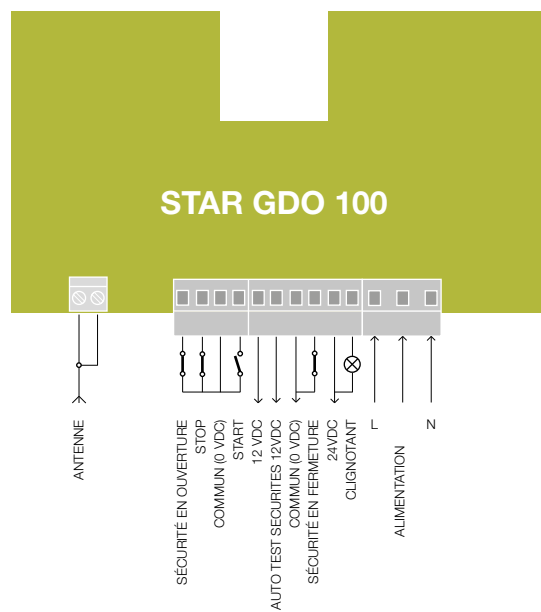 STAR GDO 100
ANTENNE
SÉCURITÉ EN OUVERTURE
STOP
COMMUN (0 VDC)
START
12 VDC
AUTO TEST SECURITES 12VDC
COMMUN (0 VDC)
SÉCURITÉ EN FERMETURE
24VDC
CLIGNOTANT
L
ALIMENTATION
N